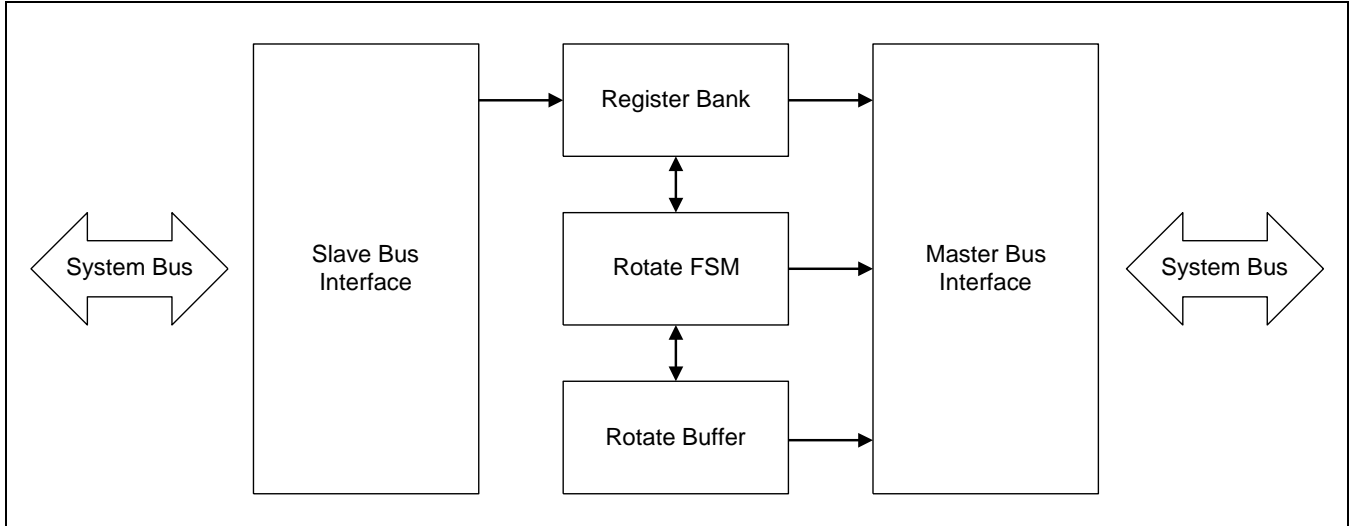 System Bus
Slave Bus
Interface
Register Bank
Rotate FSM
Rotate Buffer
Master Bus
Interface
System Bus